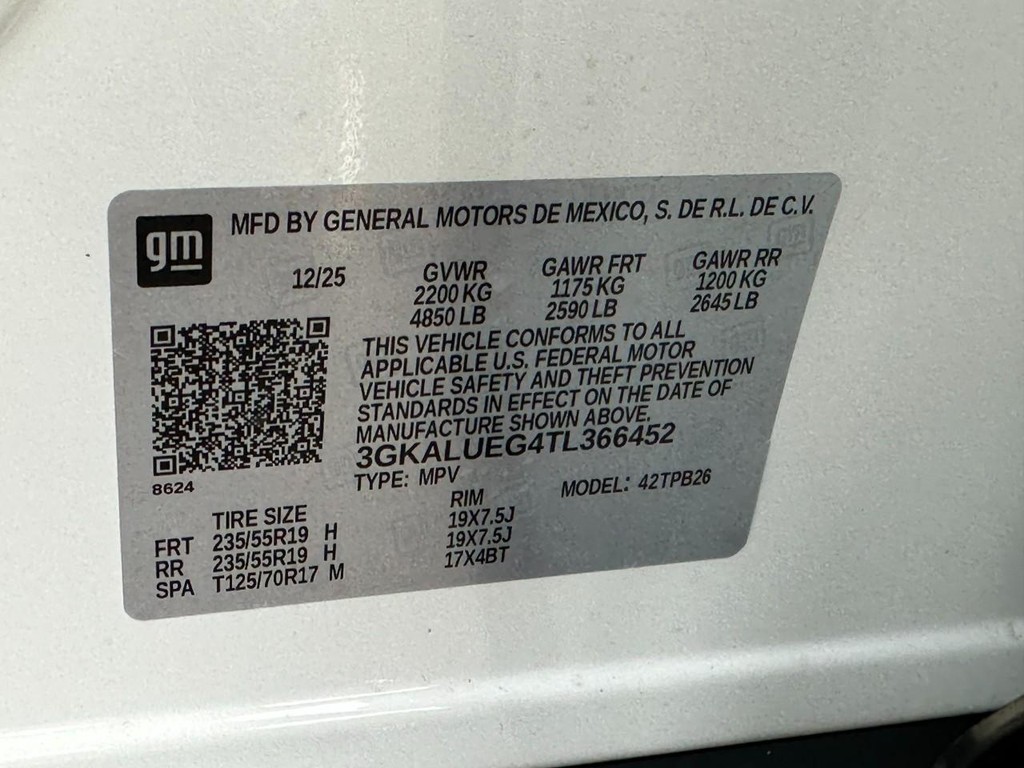 gm
MFD BY GENERAL MOTORS DE MEXICO, S. DE R.L. DE C.V.
12/25 GVWR GAWR FRT GAWR RR
2200 KG 1175 KG 1200 KG
4850 LB 2590 LB 2645 LB
THIS VEHICLE CONFORMS TO ALL
APPLICABLE U.S. FEDERAL MOTOR
VEHICLE SAFETY AND THEFT PREVENTION
STANDARDS IN EFFECT ON THE DATE OF
MANUFACTURE SHOWN ABOVE.
3GKALUEG4TL366452
8624
TYPE: MPV MODEL: 42TPB26
TIRE SIZE RIM
FRT 235/55R19 H 19X7.5J
RR 235/55R19 H 19X7.5J
SPA T125/70R17 M 17X4BT